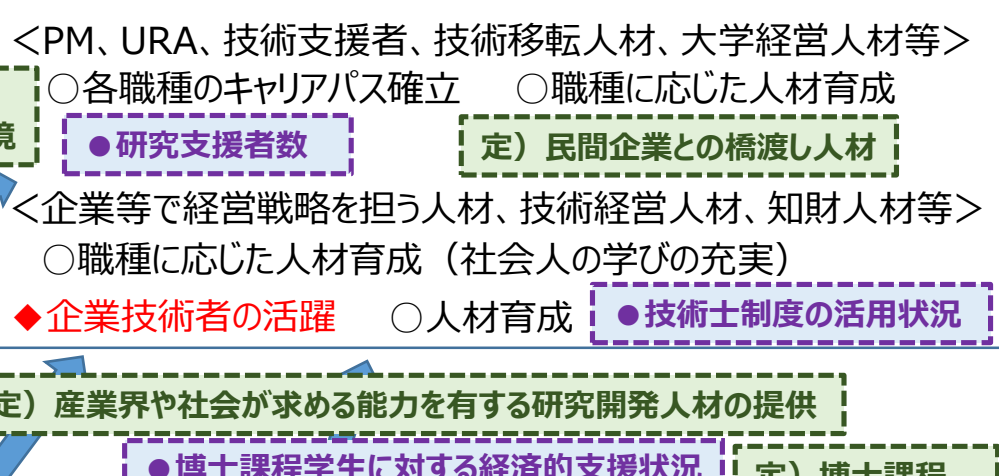 <PM、URA、技術支援者、技術移転人材、大学経営人材等>
○各職種のキャリアパス確立 ○職種に応じた人材育成
境
●研究支援者数
定）民間企業との橋渡し人材
<企業等で経営戦略を担う人材、技術経営人材、知財人材等>
○職種に応じた人材育成（社会人の学びの充実）
◆企業技術者の活躍 ○人材育成
●技術士制度の活用状況
定）産業界や社会が求める能力を有する研究開発人材の提供
●博士課程学生に対する経済的支援状況
定）博士課程